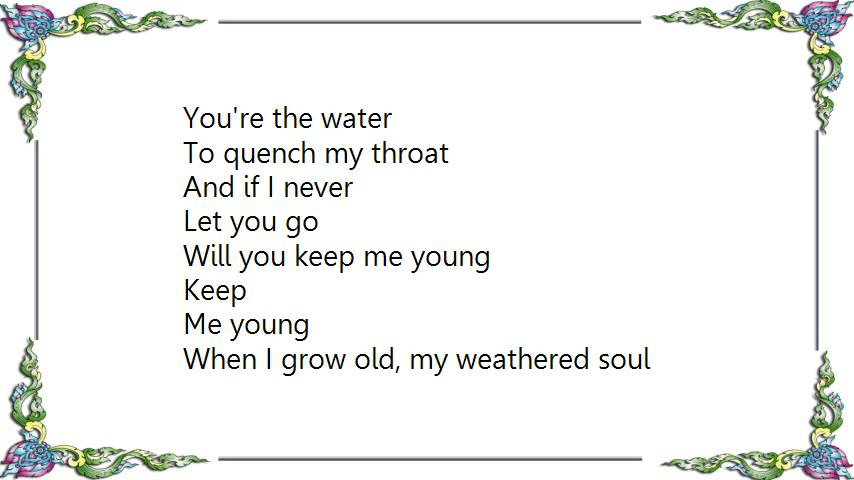 You're the water
To quench my throat
And if I never
Let you go
Will you keep me young
Keep
Me young
When I grow old, my weathered soul